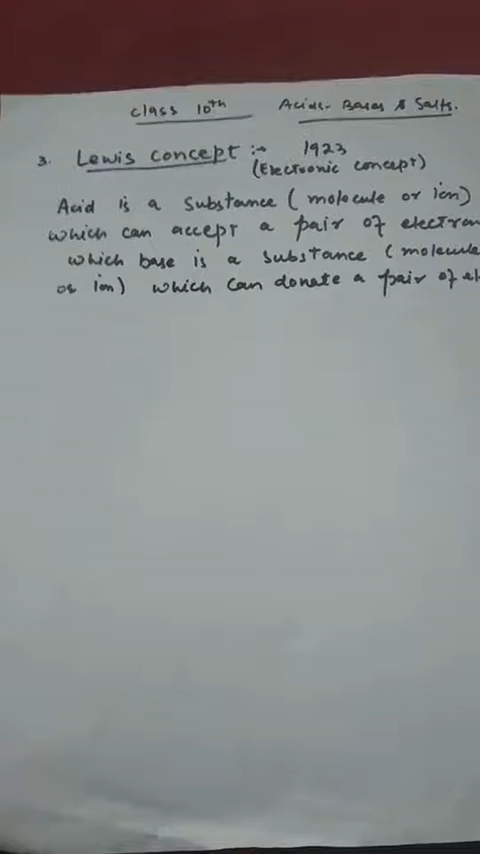 Class 10th Acids- Bases & Salts.
3. Lewis concept :- 1923
(Electronic concept)
Acid is a substance ( molecule or ion)
which can accept a pair of electron
which base is a substance ( molecule
or ion) which can donate a pair of el